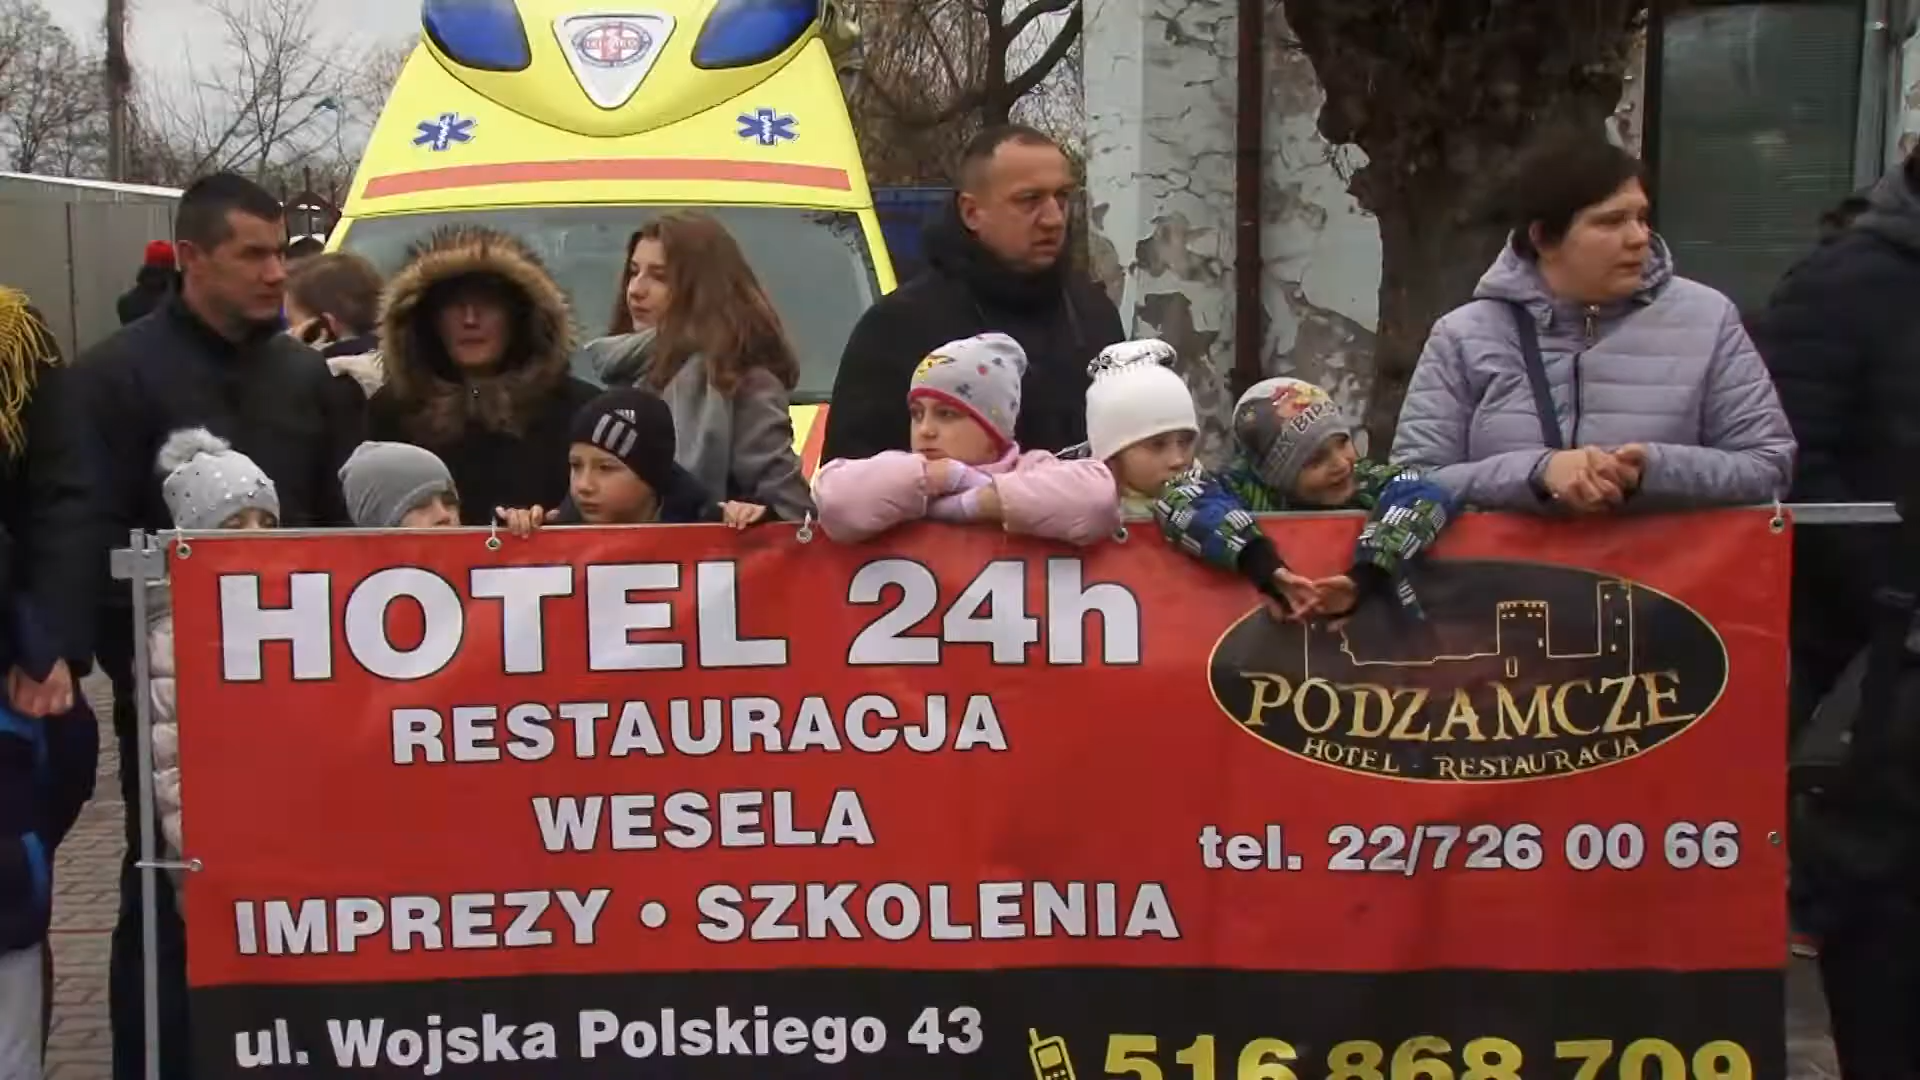 HOTEL 24h
RESTAURACJA
WESELA
IMPREZY • SZKOLENIA
ul. Wojska Polskiego 43
PODZAMCZE
HOTEL - RESTAURACJA
tel. 22/726 00 66
516 868 709